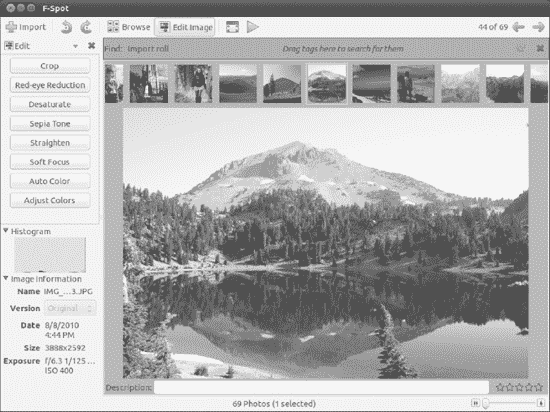 F-Spot
Import
Browse
Edit Image
44 of 69
Edit
Find: Import roll
Drag tags here to search for them
Crop
Red-eye Reduction
Desaturate
Sepia Tone
Straighten
Soft Focus
Auto Color
Adjust Colors
Histogram
Image Information
Name IMG_...3.JPG
Version Original
Date 8/8/2010
4:44 PM
Size 3888x2592
Exposure f/6.3 1/125 ...
ISO 400
Description:
69 Photos (1 selected)